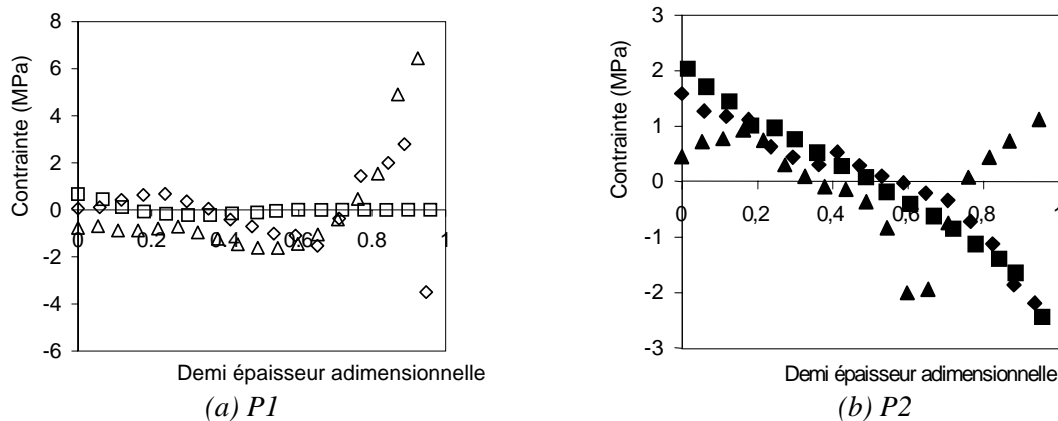 8
6
4
2
0
-2
-4
-6
Contrainte (MPa)
0 0.2 0.4 0.6 0.8 1
Demi épaisseur adimensionnelle
(a) P1
3
2
1
0
-1
-2
-3
Contrainte (MPa)
0 0,2 0,4 0,6 0,8 1
Demi épaisseur adimensionnelle
(b) P2